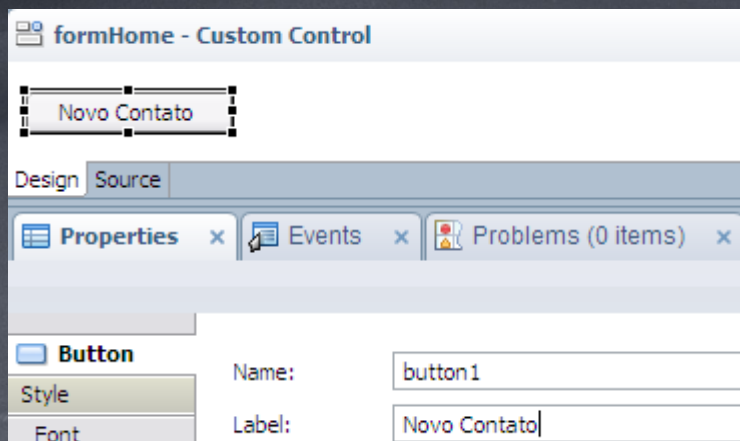 formHome - Custom Control
Novo Contato
Design Source
Properties Events Problems (0 items)
Button
Name: button1
Style
Label: Novo Contato
Font